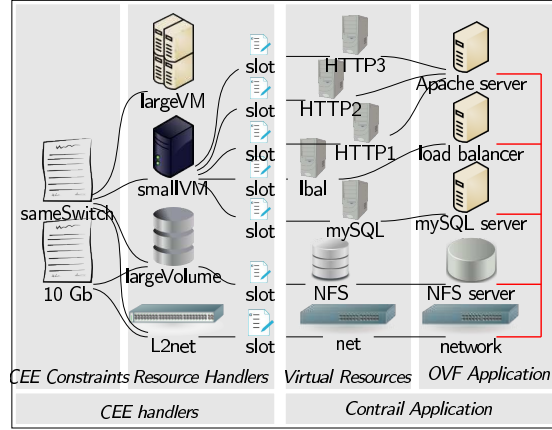 largeVM
slot
HTTP3
Apache server
slot
HTTP2
slot
HTTP1
load balancer
sameSwitch
smallVM
slot
lbal
slot
mySQL
mySQL server
10 Gb
largeVolume
slot
NFS
NFS server
L2net
slot
net
network
CEE Constraints
Resource Handlers
Virtual Resources
OVF Application
CEE handlers
Contrail Application